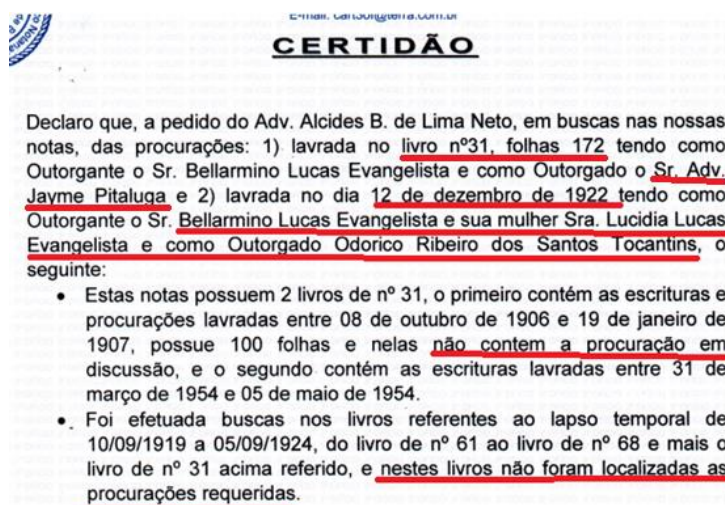 E-mail: cart3of@terra.com.br
CERTIDÃO
Declaro que, a pedido do Adv. Alcides B. de Lima Neto, em buscas nas nossas
notas, das procurações: 1) lavrada no livro nº31, folhas 172 tendo como
Outorgante o Sr. Bellarmino Lucas Evangelista e como Outorgado o Sr. Adv.
Jayme Pitaluga e 2) lavrada no dia 12 de dezembro de 1922 tendo como
Outorgante o Sr. Bellarmino Lucas Evangelista e sua mulher Sra. Lucidia Lucas
Evangelista e como Outorgado Odorico Ribeiro dos Santos Tocantins, o
seguinte:
• Estas notas possuem 2 livros de nº 31, o primeiro contém as escrituras e
procurações lavradas entre 08 de outubro de 1906 e 19 de janeiro de
1907, possue 100 folhas e nelas não contem a procuração em
discussão, e o segundo contém as escrituras lavradas entre 31 de
março de 1954 e 05 de maio de 1954.
• Foi efetuada buscas nos livros referentes ao lapso temporal de
10/09/1919 a 05/09/1924, do livro de nº 61 ao livro de nº 68 e mais o
livro de nº 31 acima referido, e nestes livros não foram localizadas as
procurações requeridas.